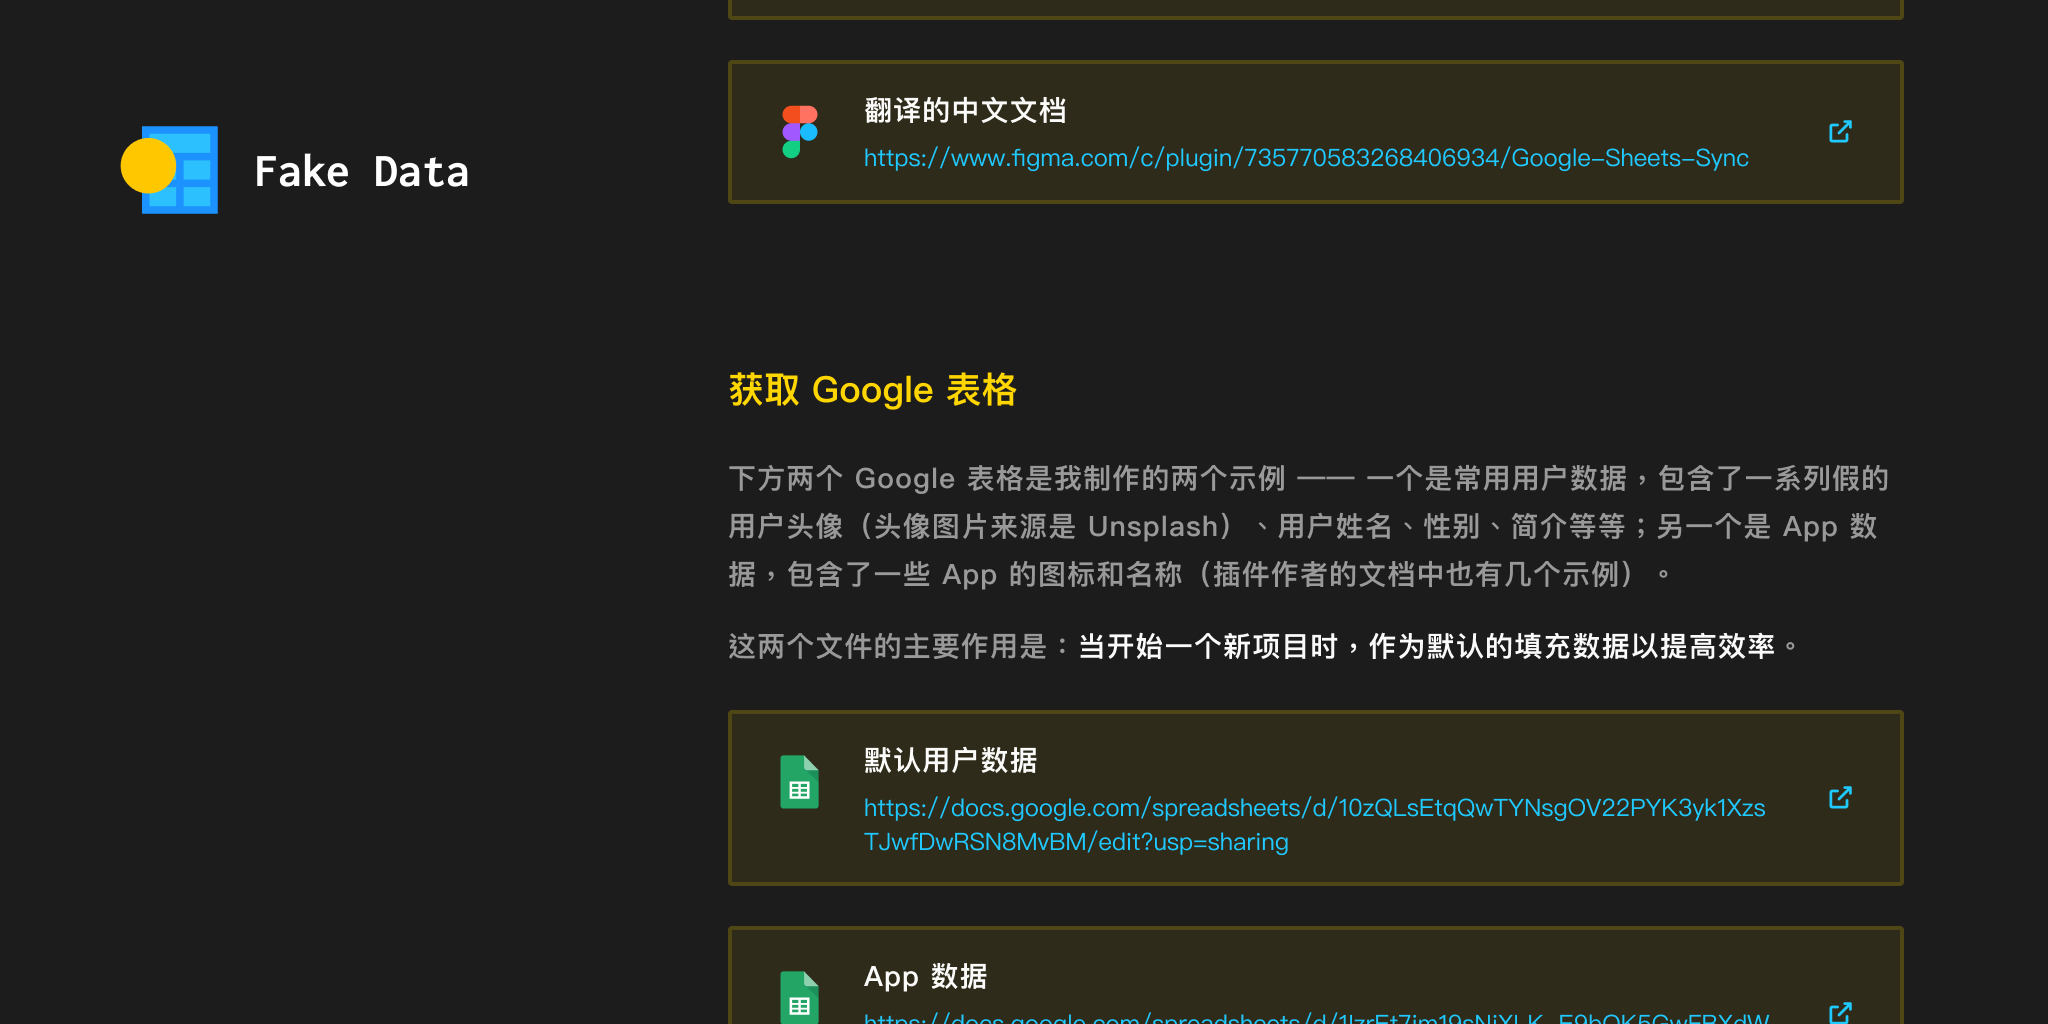 翻译的中文文档
https://www.figma.com/c/plugin/735770583268406934/Google-Sheets-Sync
Fake Data
获取 Google 表格
下方两个 Google 表格是我制作的两个示例 —— 一个是常用用户数据，包含了一系列假的
用户头像（头像图片来源是 Unsplash）、用户姓名、性别、简介等等；另一个是 App 数
据，包含了一些 App 的图标和名称（插件作者的文档中也有几个示例）。
这两个文件的主要作用是：当开始一个新项目时，作为默认的填充数据以提高效率。
默认用户数据
https://docs.google.com/spreadsheets/d/10zQLsEtqQwTYNsgOV22PYK3yk1Xzs
TJwfDwRSN8MvBM/edit?usp=sharing
App 数据